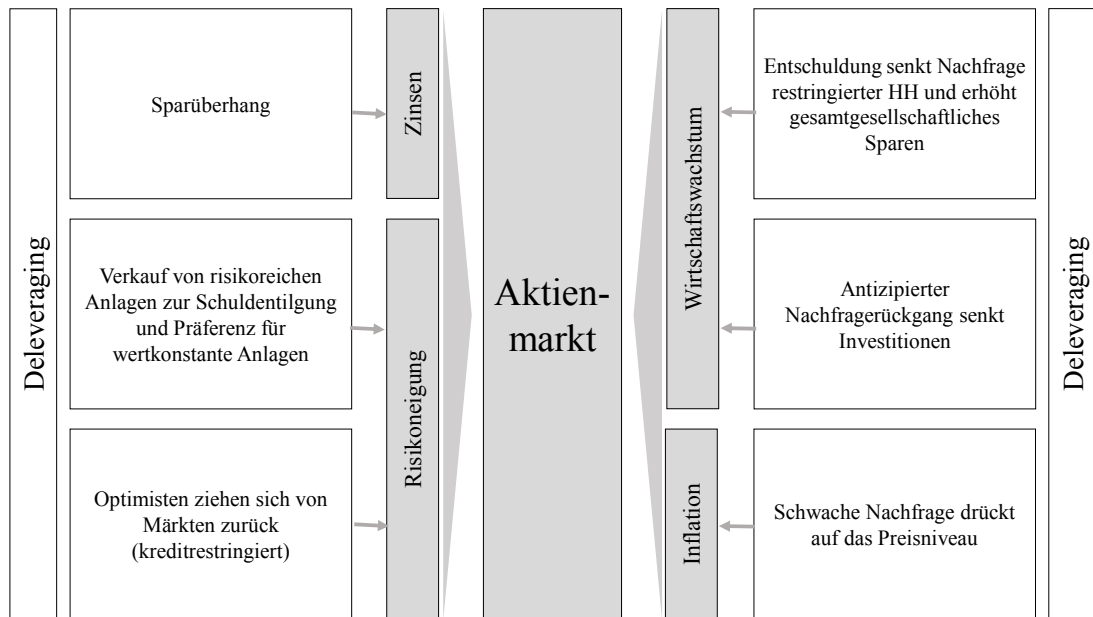 Deleveraging
Sparüberhang
Zinsen
Verkauf von risikoreichen
Anlagen zur Schuldentilgung
und Präferenz für
wertkonstante Anlagen
Optimisten ziehen sich von
Märkten zurück
(kreditrestringiert)
Risikoneigung
Aktien-
markt
Wirtschaftswachstum
Entschuldung senkt Nachfrage
restringierter HH und erhöht
gesamtgesellschaftliches
Sparen
Antizipierter
Nachfragerückgang senkt
Investitionen
Inflation
Schwache Nachfrage drückt
auf das Preisniveau
Deleveraging